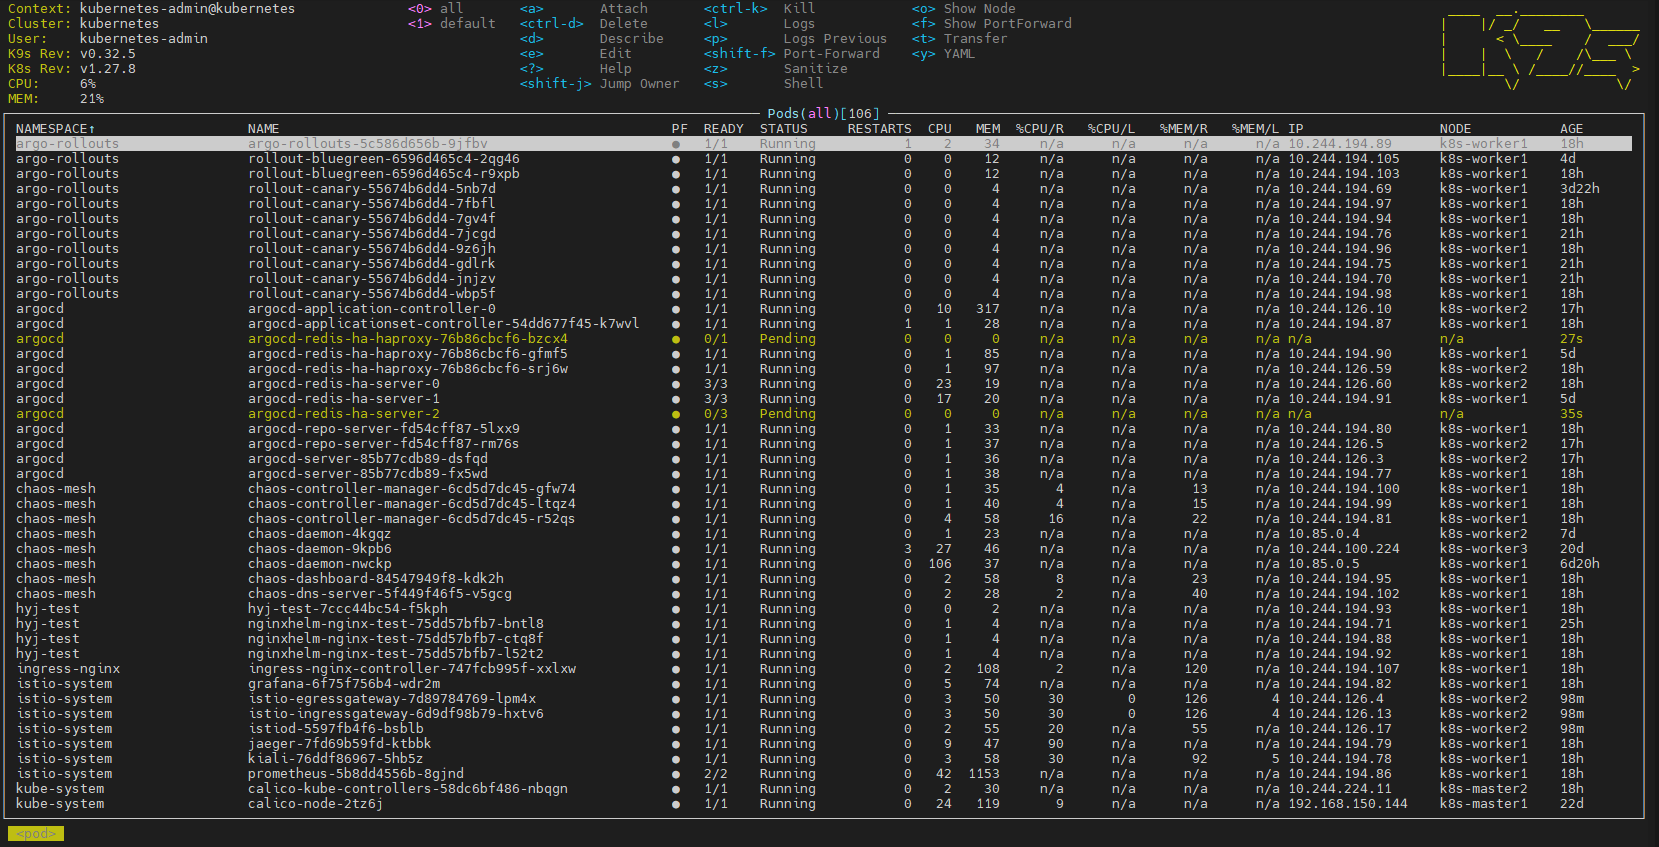 Context: kubernetes-admin@kubernetes <0> all <a> Attach <ctrl-k> Kill <o> Show Node
Cluster: kubernetes <1> default <ctrl-d> Delete <l> Logs <f> Show PortForward
User: kubernetes-admin <d> Describe <p> Logs Previous <t> Transfer
K9s Rev: v0.32.5 <e> Edit <shift-f> Port-Forward <y> YAML
K8s Rev: v1.27.8 <?> Help <z> Sanitize
CPU: 6% <shift-j> Jump Owner <s> Shell
MEM: 21%
Pods(all)[106]
NAMESPACE↑ NAME PF READY STATUS RESTARTS CPU MEM %CPU/R %CPU/L %MEM/R %MEM/L IP NODE AGE
argo-rollouts argo-rollouts-5c586d656b-9jfbv ● 1/1 Running 1 2 34 n/a n/a n/a n/a 10.244.194.89 k8s-worker1 18h
argo-rollouts rollout-bluegreen-6596d465c4-2qg46 ● 1/1 Running 0 0 12 n/a n/a n/a n/a 10.244.194.105 k8s-worker1 4d
argo-rollouts rollout-bluegreen-6596d465c4-r9xpb ● 1/1 Running 0 0 12 n/a n/a n/a n/a 10.244.194.103 k8s-worker1 18h
argo-rollouts rollout-canary-55674b6dd4-5nb7d ● 1/1 Running 0 0 4 n/a n/a n/a n/a 10.244.194.69 k8s-worker1 3d22h
argo-rollouts rollout-canary-55674b6dd4-7fbfl ● 1/1 Running 0 0 4 n/a n/a n/a n/a 10.244.194.97 k8s-worker1 18h
argo-rollouts rollout-canary-55674b6dd4-7gv4f ● 1/1 Running 0 0 4 n/a n/a n/a n/a 10.244.194.94 k8s-worker1 18h
argo-rollouts rollout-canary-55674b6dd4-7jcgd ● 1/1 Running 0 0 4 n/a n/a n/a n/a 10.244.194.76 k8s-worker1 21h
argo-rollouts rollout-canary-55674b6dd4-9z6jh ● 1/1 Running 0 0 4 n/a n/a n/a n/a 10.244.194.96 k8s-worker1 18h
argo-rollouts rollout-canary-55674b6dd4-gdlrk ● 1/1 Running 0 0 4 n/a n/a n/a n/a 10.244.194.75 k8s-worker1 21h
argo-rollouts rollout-canary-55674b6dd4-jnjzv ● 1/1 Running 0 0 4 n/a n/a n/a n/a 10.244.194.70 k8s-worker1 21h
argo-rollouts rollout-canary-55674b6dd4-wbp5f ● 1/1 Running 0 0 4 n/a n/a n/a n/a 10.244.194.98 k8s-worker1 18h
argocd argocd-application-controller-0 ● 1/1 Running 0 10 317 n/a n/a n/a n/a 10.244.126.10 k8s-worker2 17h
argocd argocd-applicationset-controller-54dd677f45-k7wvl ● 1/1 Running 1 1 28 n/a n/a n/a n/a 10.244.194.87 k8s-worker1 18h
argocd argocd-redis-ha-haproxy-76b86cbcf6-bzcx4 ● 0/1 Pending 0 0 0 n/a n/a n/a n/a n/a n/a 27s
argocd argocd-redis-ha-haproxy-76b86cbcf6-gfmf5 ● 1/1 Running 0 1 85 n/a n/a n/a n/a 10.244.194.90 k8s-worker1 5d
argocd argocd-redis-ha-haproxy-76b86cbcf6-srj6w ● 1/1 Running 0 1 97 n/a n/a n/a n/a 10.244.126.59 k8s-worker2 18h
argocd argocd-redis-ha-server-0 ● 3/3 Running 0 23 19 n/a n/a n/a n/a 10.244.126.60 k8s-worker2 18h
argocd argocd-redis-ha-server-1 ● 3/3 Running 0 17 20 n/a n/a n/a n/a 10.244.194.91 k8s-worker1 5d
argocd argocd-redis-ha-server-2 ● 0/3 Pending 0 0 0 n/a n/a n/a n/a n/a n/a 35s
argocd argocd-repo-server-fd54cff87-5lxx9 ● 1/1 Running 0 1 33 n/a n/a n/a n/a 10.244.194.80 k8s-worker1 18h
argocd argocd-repo-server-fd54cff87-rm76s ● 1/1 Running 0 1 37 n/a n/a n/a n/a 10.244.126.5 k8s-worker2 17h
argocd argocd-server-85b77cdb89-dsfqd ● 1/1 Running 0 1 36 n/a n/a n/a n/a 10.244.126.3 k8s-worker2 17h
argocd argocd-server-85b77cdb89-fx5wd ● 1/1 Running 0 1 38 n/a n/a n/a n/a 10.244.194.77 k8s-worker1 18h
chaos-mesh chaos-controller-manager-6cd5d7dc45-gfw74 ● 1/1 Running 0 1 35 4 n/a 13 n/a 10.244.194.100 k8s-worker1 18h
chaos-mesh chaos-controller-manager-6cd5d7dc45-ltqz4 ● 1/1 Running 0 1 40 4 n/a 15 n/a 10.244.194.99 k8s-worker1 18h
chaos-mesh chaos-controller-manager-6cd5d7dc45-r52qs ● 1/1 Running 0 4 58 16 n/a 22 n/a 10.244.194.81 k8s-worker1 18h
chaos-mesh chaos-daemon-4kgqz ● 1/1 Running 0 1 23 n/a n/a n/a n/a 10.85.0.4 k8s-worker2 7d
chaos-mesh chaos-daemon-9kpb6 ● 1/1 Running 3 27 46 n/a n/a n/a n/a 10.244.100.224 k8s-worker3 20d
chaos-mesh chaos-daemon-nwckp ● 1/1 Running 0 106 37 n/a n/a n/a n/a 10.85.0.5 k8s-worker1 6d20h
chaos-mesh chaos-dashboard-84547949f8-kdk2h ● 1/1 Running 0 2 58 8 n/a 23 n/a 10.244.194.95 k8s-worker1 18h
chaos-mesh chaos-dns-server-5f449f46f5-v5gcg ● 1/1 Running 0 2 28 2 n/a 40 n/a 10.244.194.102 k8s-worker1 18h
hyj-test hyj-test-7ccc44bc54-f5kph ● 1/1 Running 0 0 2 n/a n/a n/a n/a 10.244.194.93 k8s-worker1 18h
hyj-test nginxhelm-nginx-test-75dd57bfb7-bntl8 ● 1/1 Running 0 1 4 n/a n/a n/a n/a 10.244.194.71 k8s-worker1 25h
hyj-test nginxhelm-nginx-test-75dd57bfb7-ctq8f ● 1/1 Running 0 1 4 n/a n/a n/a n/a 10.244.194.88 k8s-worker1 18h
hyj-test nginxhelm-nginx-test-75dd57bfb7-l52t2 ● 1/1 Running 0 1 4 n/a n/a n/a n/a 10.244.194.92 k8s-worker1 18h
ingress-nginx ingress-nginx-controller-747fcb995f-xxlxw ● 1/1 Running 0 2 108 2 n/a 120 n/a 10.244.194.107 k8s-worker1 18h
istio-system grafana-6f75f756b4-wdr2m ● 1/1 Running 0 5 74 n/a n/a n/a n/a 10.244.194.82 k8s-worker1 18h
istio-system istio-egressgateway-7d89784769-lpm4x ● 1/1 Running 0 3 50 30 0 126 4 10.244.126.4 k8s-worker2 98m
istio-system istio-ingressgateway-6d9df98b79-hxtv6 ● 1/1 Running 0 3 50 30 0 126 4 10.244.126.13 k8s-worker2 98m
istio-system istiod-5597fb4f6-bsblb ● 1/1 Running 0 2 55 20 n/a 55 n/a 10.244.126.17 k8s-worker2 98m
istio-system jaeger-7fd69b59fd-ktbbk ● 1/1 Running 0 9 47 90 n/a n/a n/a 10.244.194.79 k8s-worker1 18h
istio-system kiali-76ddf86967-5hb5z ● 1/1 Running 0 3 58 30 n/a 92 5 10.244.194.78 k8s-worker1 18h
istio-system prometheus-5b8dd4556b-8gjnd ● 2/2 Running 0 42 1153 n/a n/a n/a n/a 10.244.194.86 k8s-worker1 18h
kube-system calico-kube-controllers-58dc6bf486-nbqgn ● 1/1 Running 0 2 30 n/a n/a n/a n/a 10.244.224.11 k8s-master2 18h
kube-system calico-node-2tz6j ● 1/1 Running 0 24 119 9 n/a n/a n/a 192.168.150.144 k8s-master1 22d
<pod>